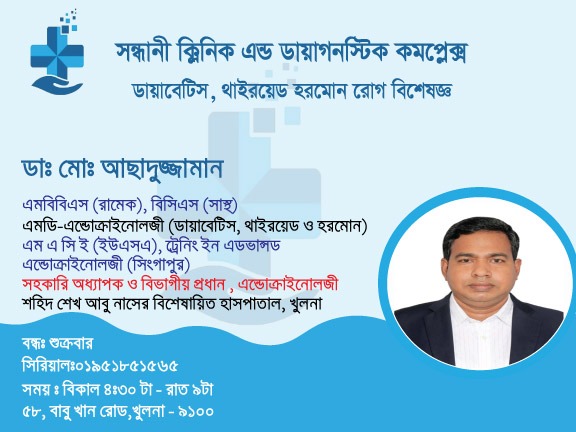 সন্ধানী ক্লিনিক এন্ড ডায়াগনস্টিক কমপ্লেক্স
ডায়াবেটিস, থাইরয়েড হরমোন রোগ বিশেষজ্ঞ
ডাঃ মোঃ আছাদুজ্জামান
এমবিবিএস (রামেক), বিসিএস (সাস্থ)
এমডি-এন্ডোক্রাইনোলজী (ডায়াবেটিস, থাইরয়েড ও হরমোন)
এম এ সি ই (ইউএসএ), ট্রেনিং ইন এডভান্সড
এন্ডোক্রাইনোলজী (সিংগাপুর)
সহকারি অধ্যাপক ও বিভাগীয় প্রধান , এন্ডোক্রাইনোলজী
শহিদ শেখ আবু নাসের বিশেষায়িত হাসপাতাল, খুলনা
বন্ধঃ শুক্রবার
সিরিয়ালঃ০১৯৫১৮৫১৫৬৫
সময় ঃ বিকাল ৪ঃ৩০ টা - রাত ৯টা
৫৮, বাবু খান রোড,খুলনা - ৯১০০